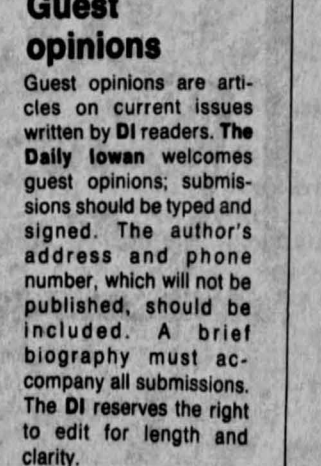 Guest
opinions
Guest opinions are arti-
cles on current issues
written by DI readers. The
Daily Iowan welcomes
guest opinions; submis-
sions should be typed and
signed. The author's
address and phone
number, which will not be
published, should be
included. A brief
biography must ac-
company all submissions.
The DI reserves the right
to edit for length and
clarity.